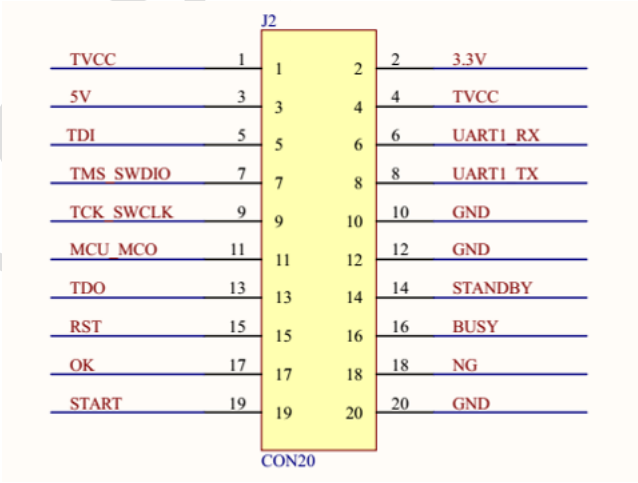 J2
TVCC 1 1 2 2 3.3V
5V 3 3 4 4 TVCC
TDI 5 5 6 6 UART1_RX
TMS_SWDIO 7 7 8 8 UART1_TX
TCK_SWCLK 9 9 10 10 GND
MCU_MCO 11 11 12 12 GND
TDO 13 13 14 14 STANDBY
RST 15 15 16 16 BUSY
OK 17 17 18 18 NG
START 19 19 20 20 GND
CON20